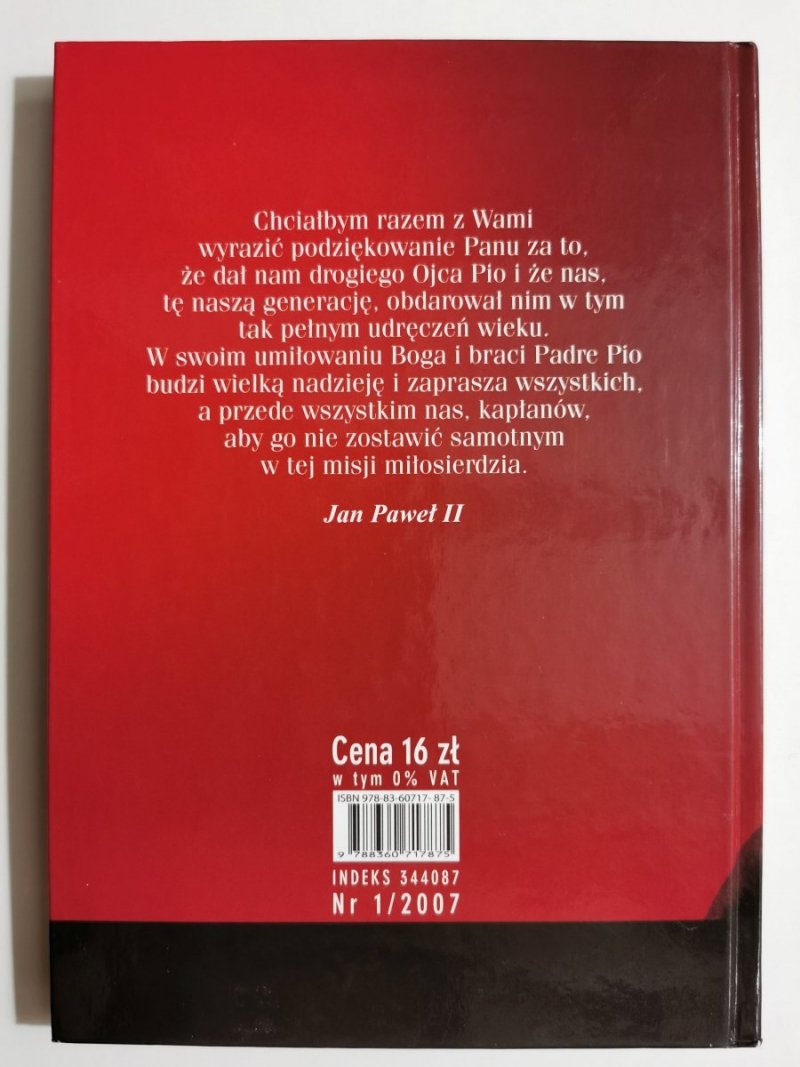 Chciałbym razem z Wami
wyrazić podziękowanie Panu za to,
że dał nam drogiego Ojca Pio i że nas,
tę naszą generację, obdarował nim w tym
tak pełnym udręczeń wieku.
W swoim umiłowaniu Boga i braci Padre Pio
budzi wielką nadzieję i zaprasza wszystkich,
a przede wszystkim nas, kapłanów,
aby go nie zostawić samotnym
w tej misji miłosierdzia.
Jan Paweł II
Cena 16 zł
w tym 0% VAT
ISBN 978-83-60717- 87-5
9 788360 717875
INDEKS 344087
Nr 1/2007